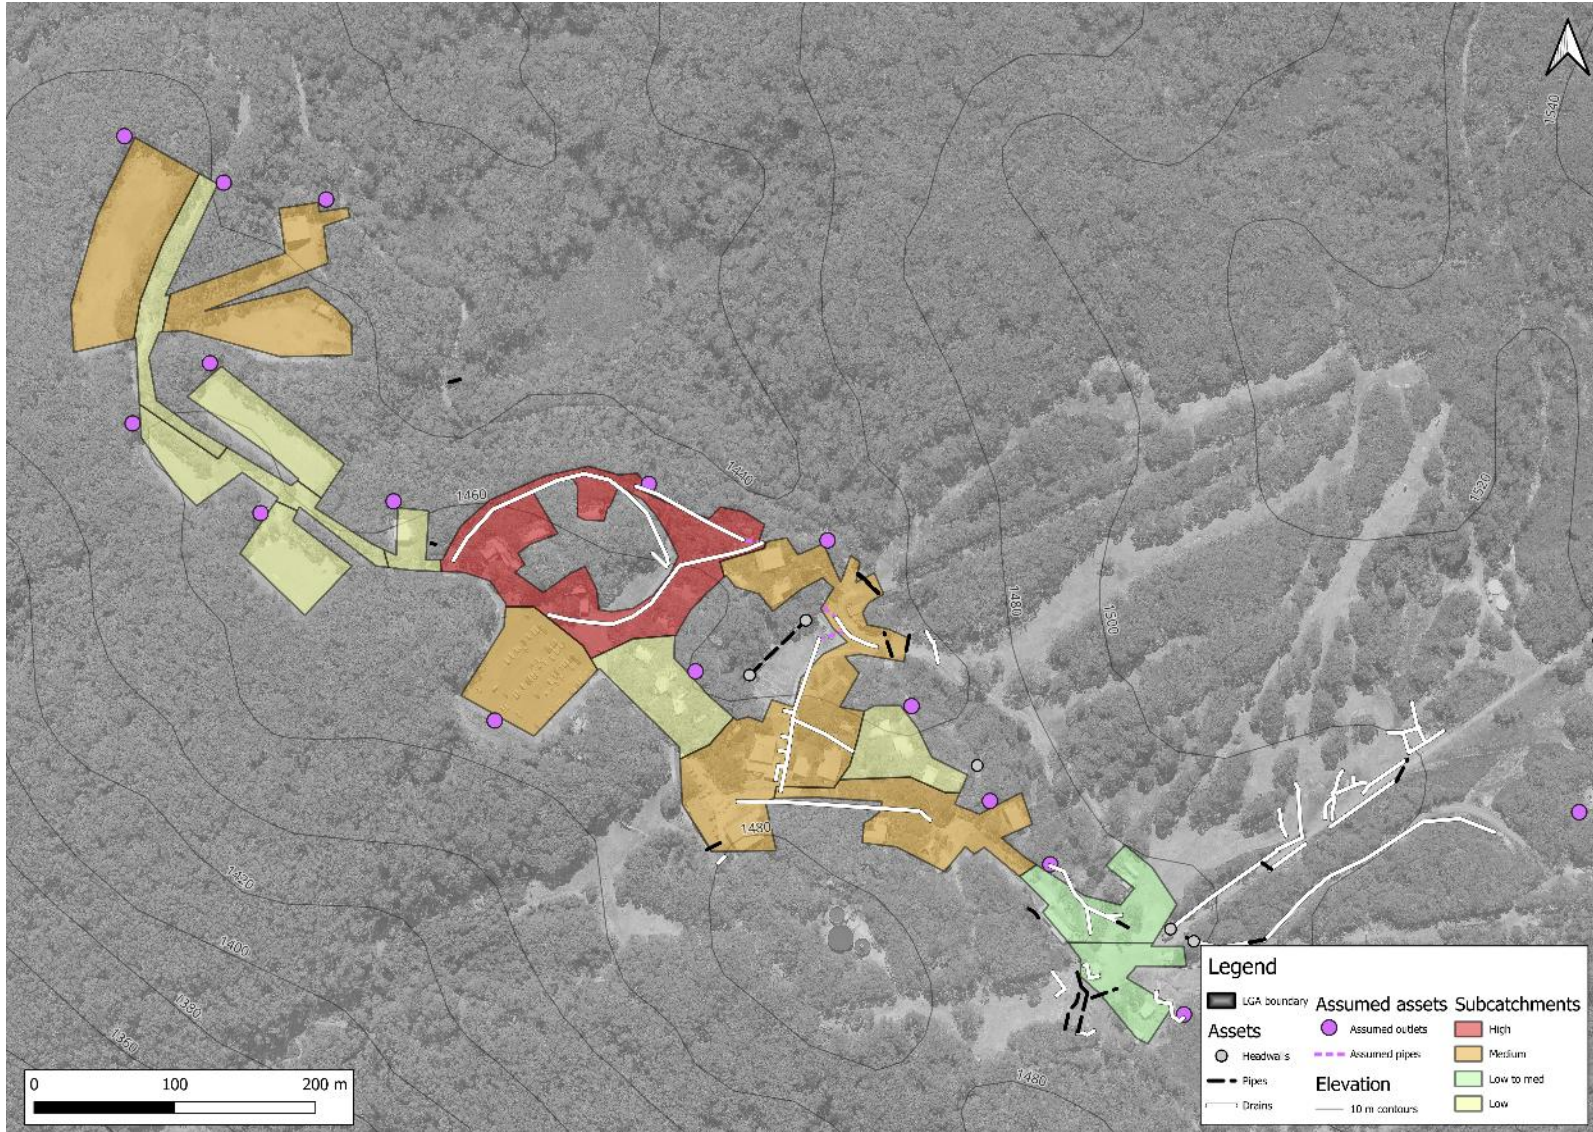 1540
1520
1440
1460
1480
1500
1480
1420
1400
1380
1360
1480
0 100 200 m
Legend
LGA boundary
Assets
Headwalls
Pipes
Drains
Assumed assets
Assumed outlets
Assumed pipes
Elevation
10 m contours
Subcatchments
High
Medium
Low to med
Low